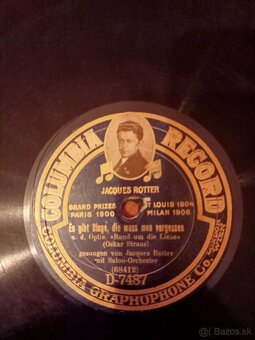 COLUMBIA RECORD
JACQUES ROTTER
GRAND PRIZES ST LOUIS 1904
PARIS 1900 MILAN 1906
Es gibt Dinge, die muss man vergessen
a. d. Optte. »Rund um die Liebe«
(Oskar Straus)
gesungen von Jacques Rotter
mit Salon-Orchester
(68412)
D-7487
COLUMBIA GRAPHOPHONE Co.
© Bazos.sk